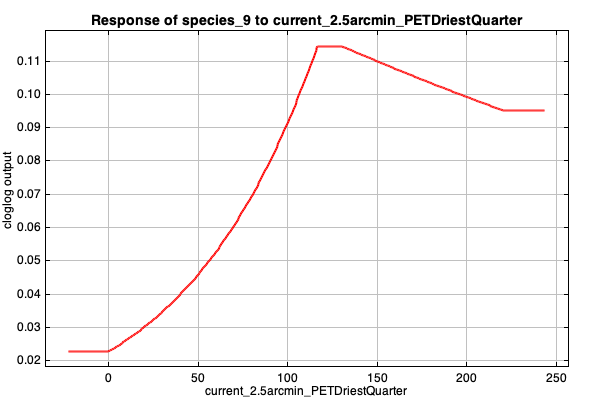 Response of species_9 to current_2.5arcmin_PETDriestQuarter
cloglog output
0.11
0.10
0.09
0.08
0.07
0.06
0.05
0.04
0.03
0.02
0 50 100 150 200 250
current_2.5arcmin_PETDriestQuarter